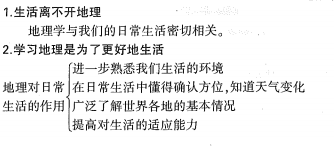 1.生活离不开地理
地理学与我们的日常生活密切相关。
2.学习地理是为了更好地生活
进一步熟悉我们生活的环境
地理对日常
在日常生活中懂得确认方位,知道天气变化
生活的作用
广泛了解世界各地的基本情况
提高对生活的适应能力